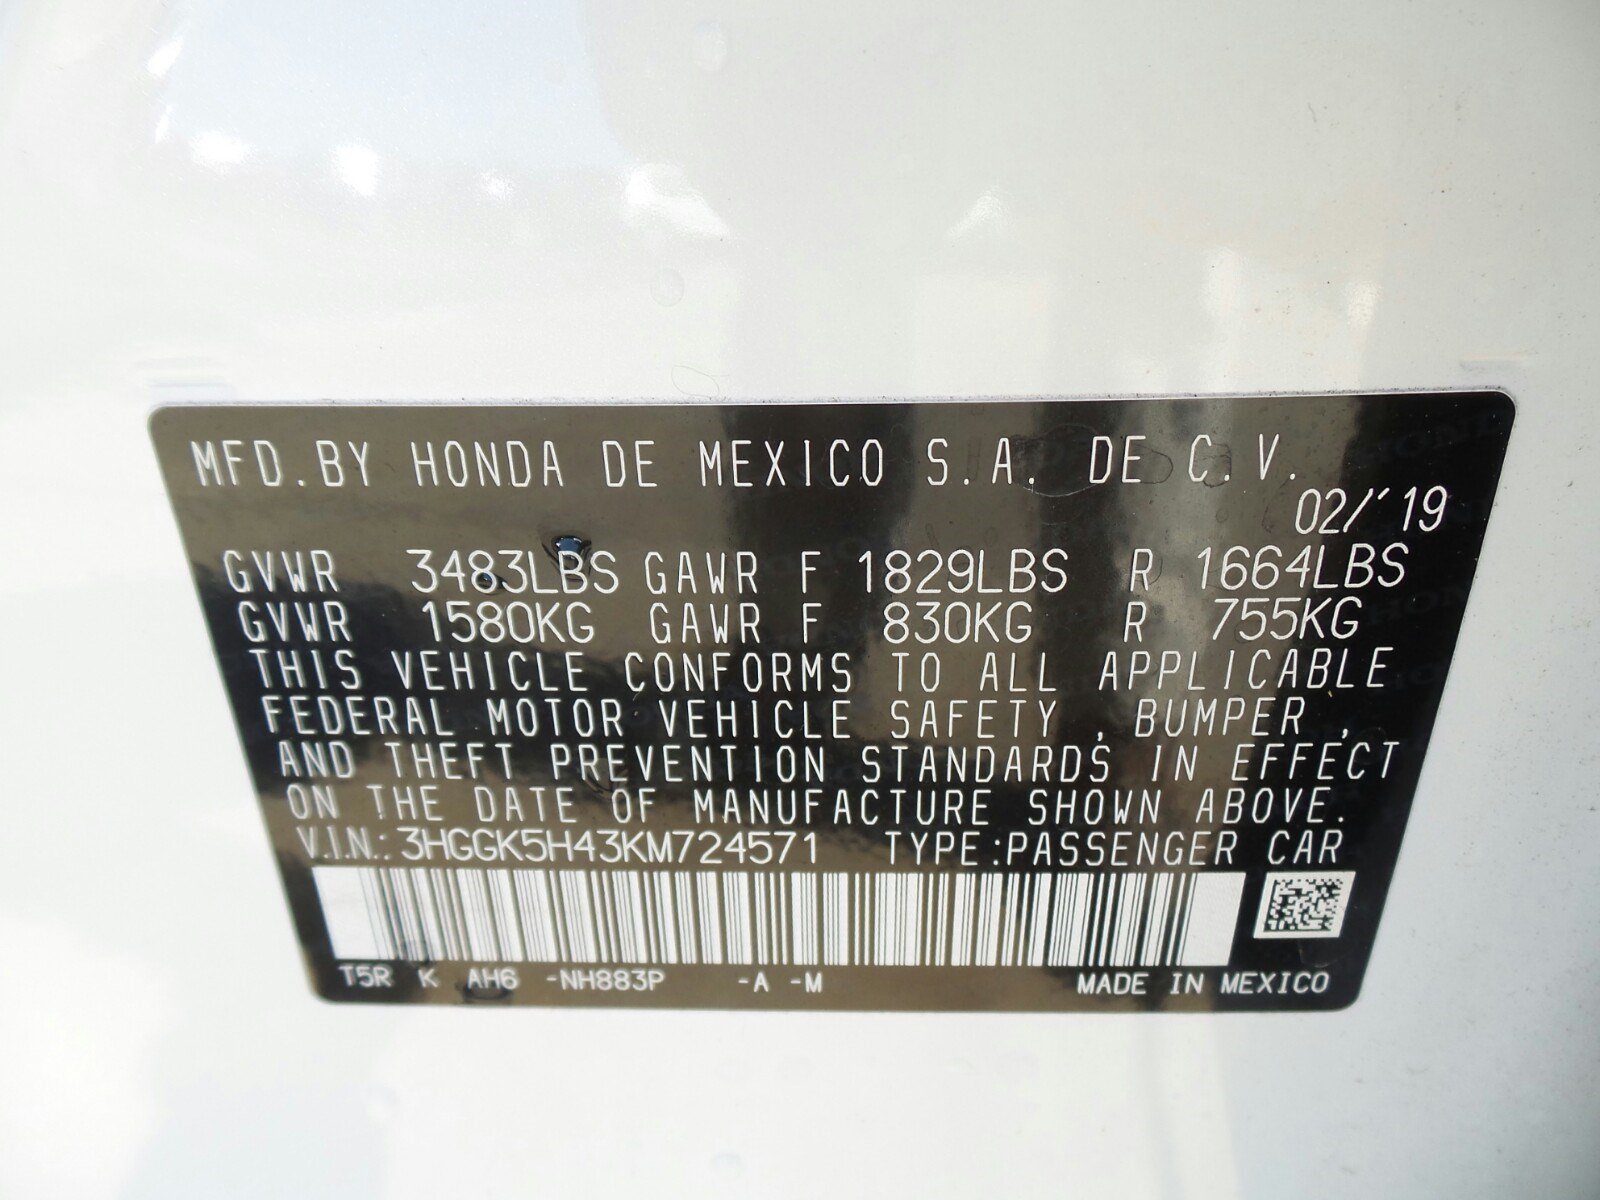 MFD.BY HONDA DE MEXICO S.A. DE C.V.
02/'19
GVWR 3483LBS GAWR F 1829LBS R 1664LBS
GVWR 1580KG GAWR F 830KG R 755KG
THIS VEHICLE CONFORMS TO ALL APPLICABLE
FEDERAL MOTOR VEHICLE SAFETY, BUMPER,
AND THEFT PREVENTION STANDARDS IN EFFECT
ON THE DATE OF MANUFACTURE SHOWN ABOVE.
V.I.N.: 3HGGK5H43KM724571 TYPE:PASSENGER CAR
T5R K AH6 -NH883P -A -M MADE IN MEXICO